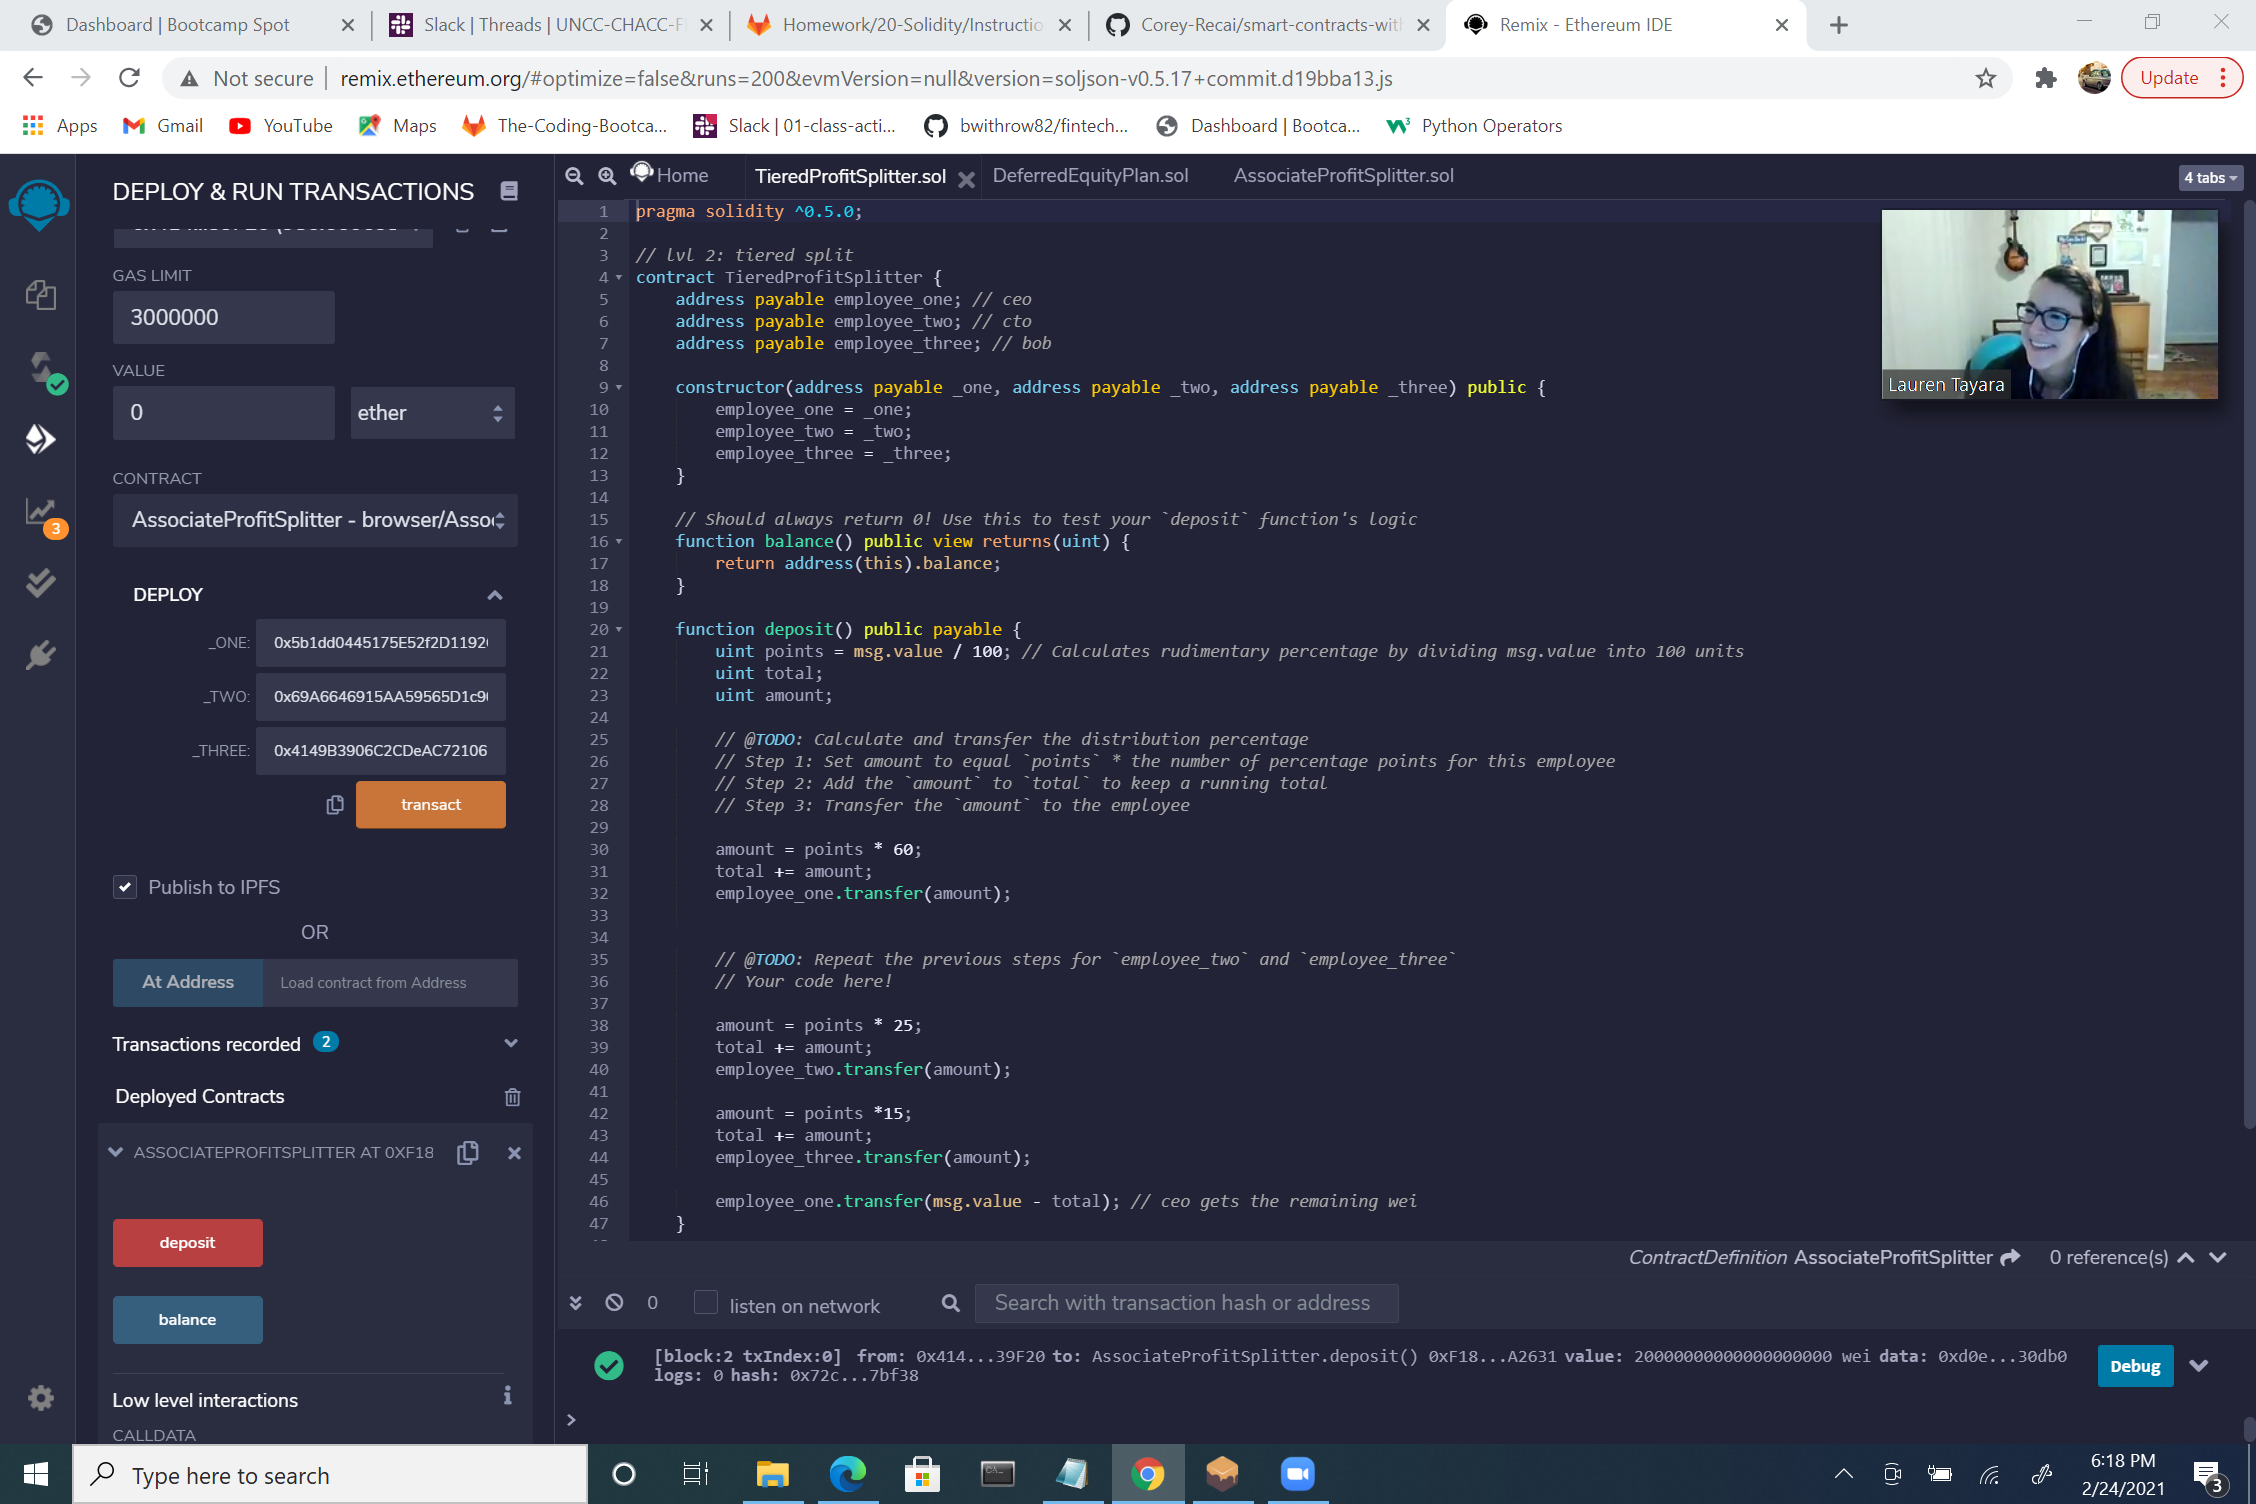 Dashboard | Bootcamp Spot
Slack | Threads | UNCC-CHACC-F
Homework/20-Solidity/Instructio
Corey-Recai/smart-contracts-wit
Remix - Ethereum IDE
Not secure
remix.ethereum.org/#optimize=false&runs=200&evmVersion=null&version=soljson-v0.5.17+commit.d19bba13.js
Update
Apps
Gmail
YouTube
Maps
The-Coding-Bootca...
Slack | 01-class-acti...
bwithrow82/fintech...
Dashboard | Bootca...
Python Operators
DEPLOY & RUN TRANSACTIONS
GAS LIMIT
3000000
VALUE
0
ether
CONTRACT
AssociateProfitSplitter - browser/Asso
DEPLOY
_ONE: 0x5b1dd0445175E52f2D1192
_TWO: 0x69A6646915AA59565D1c9
_THREE: 0x4149B3906C2CDeAC72106
transact
Publish to IPFS
OR
At Address
Load contract from Address
Transactions recorded 2
Deployed Contracts
ASSOCIATEPROFITSPLITTER AT 0XF18
deposit
balance
Low level interactions
CALLDATA
3
Home
TieredProfitSplitter.sol
DeferredEquityPlan.sol
AssociateProfitSplitter.sol
4 tabs
1 pragma solidity ^0.5.0;
2
3 // lvl 2: tiered split
4 contract TieredProfitSplitter {
5 address payable employee_one; // ceo
6 address payable employee_two; // cto
7 address payable employee_three; // bob
8
9 constructor(address payable _one, address payable _two, address payable _three) public {
10 employee_one = _one;
11 employee_two = _two;
12 employee_three = _three;
13 }
14
15 // Should always return 0! Use this to test your `deposit` function's logic
16 function balance() public view returns(uint) {
17 return address(this).balance;
18 }
19
20 function deposit() public payable {
21 uint points = msg.value / 100; // Calculates rudimentary percentage by dividing msg.value into 100 units
22 uint total;
23 uint amount;
24
25 // @TODO: Calculate and transfer the distribution percentage
26 // Step 1: Set amount to equal `points` * the number of percentage points for this employee
27 // Step 2: Add the `amount` to `total` to keep a running total
28 // Step 3: Transfer the `amount` to the employee
29
30 amount = points * 60;
31 total += amount;
32 employee_one.transfer(amount);
33
34
35 // @TODO: Repeat the previous steps for `employee_two` and `employee_three`
36 // Your code here!
37
38 amount = points * 25;
39 total += amount;
40 employee_two.transfer(amount);
41
42 amount = points *15;
43 total += amount;
44 employee_three.transfer(amount);
45
46 employee_one.transfer(msg.value - total); // ceo gets the remaining wei
47 }
Lauren Tayara
ContractDefinition AssociateProfitSplitter
0 reference(s)
0
listen on network
Search with transaction hash or address
[block:2 txIndex:0] from: 0x414...39F20 to: AssociateProfitSplitter.deposit() 0xF18...A2631 value: 20000000000000000000 wei data: 0xd0e...30db0
logs: 0 hash: 0x72c...7bf38
Debug
>
Type here to search
6:18 PM
2/24/2021
3